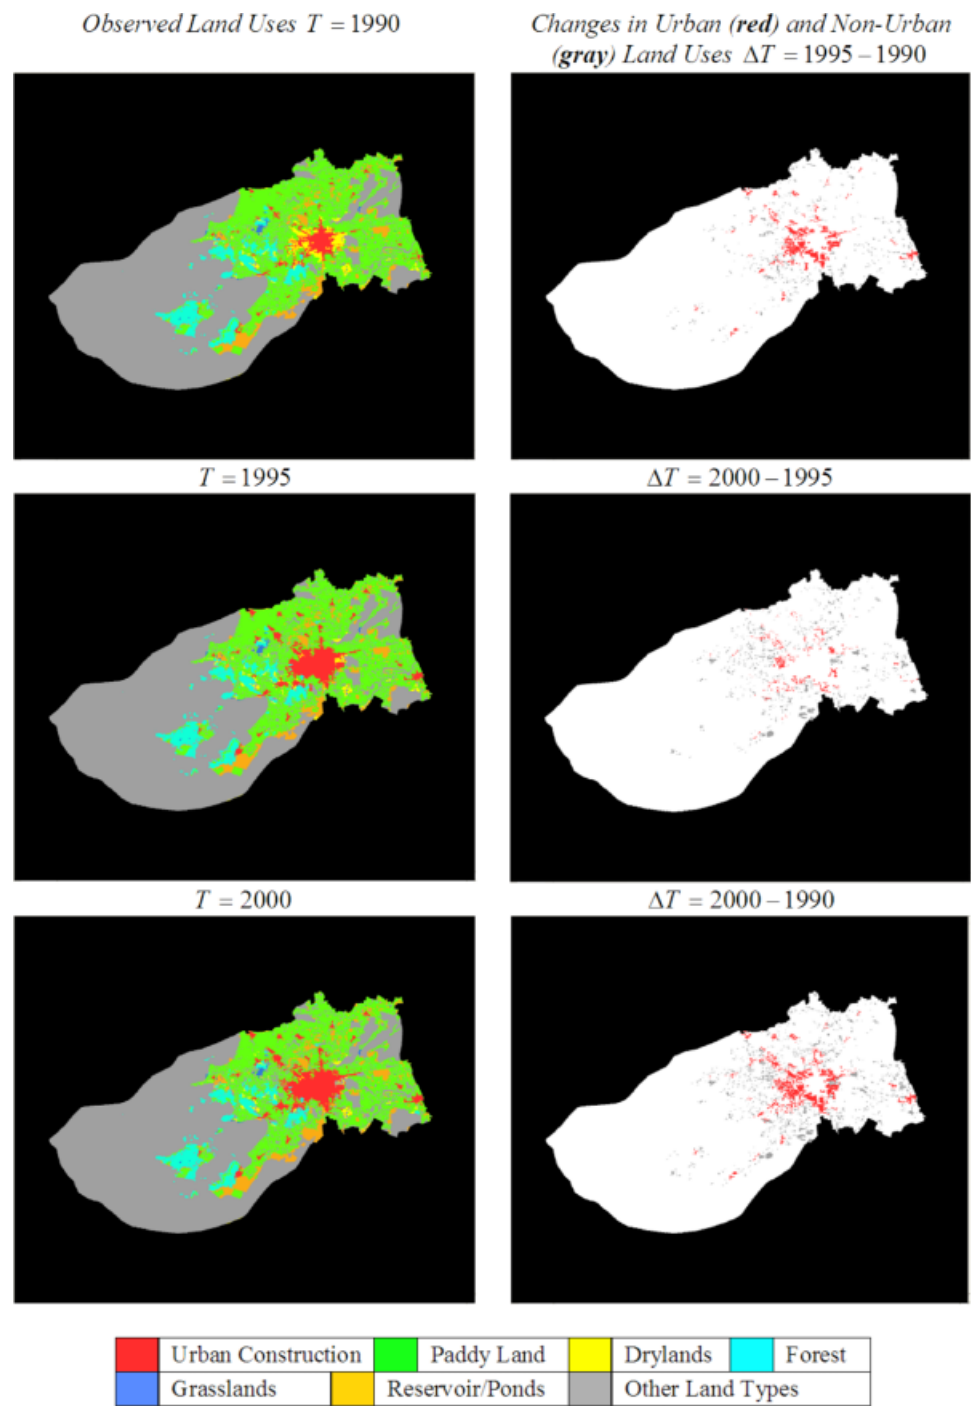 Observed Land Uses T = 1990
Changes in Urban (red) and Non-Urban
(gray) Land Uses ΔT = 1995 – 1990
T = 1995
ΔT = 2000 – 1995
T = 2000
ΔT = 2000 – 1990
Urban Construction Paddy Land Drylands Forest
Grasslands Reservoir/Ponds Other Land Types